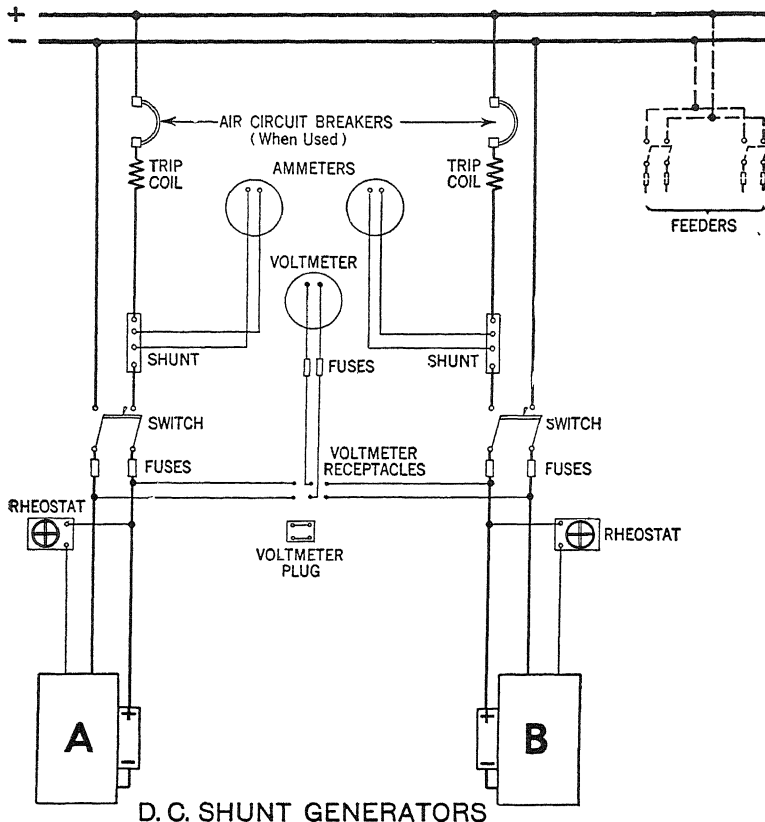 +
−
AIR CIRCUIT BREAKERS
(When Used)
TRIP
COIL
AMMETERS
TRIP
COIL
FEEDERS
VOLTMETER
SHUNT
FUSES
SHUNT
SWITCH
SWITCH
FUSES
VOLTMETER
RECEPTACLES
FUSES
RHEOSTAT
VOLTMETER
PLUG
RHEOSTAT
A
+
−
+
−
B
D. C. SHUNT GENERATORS